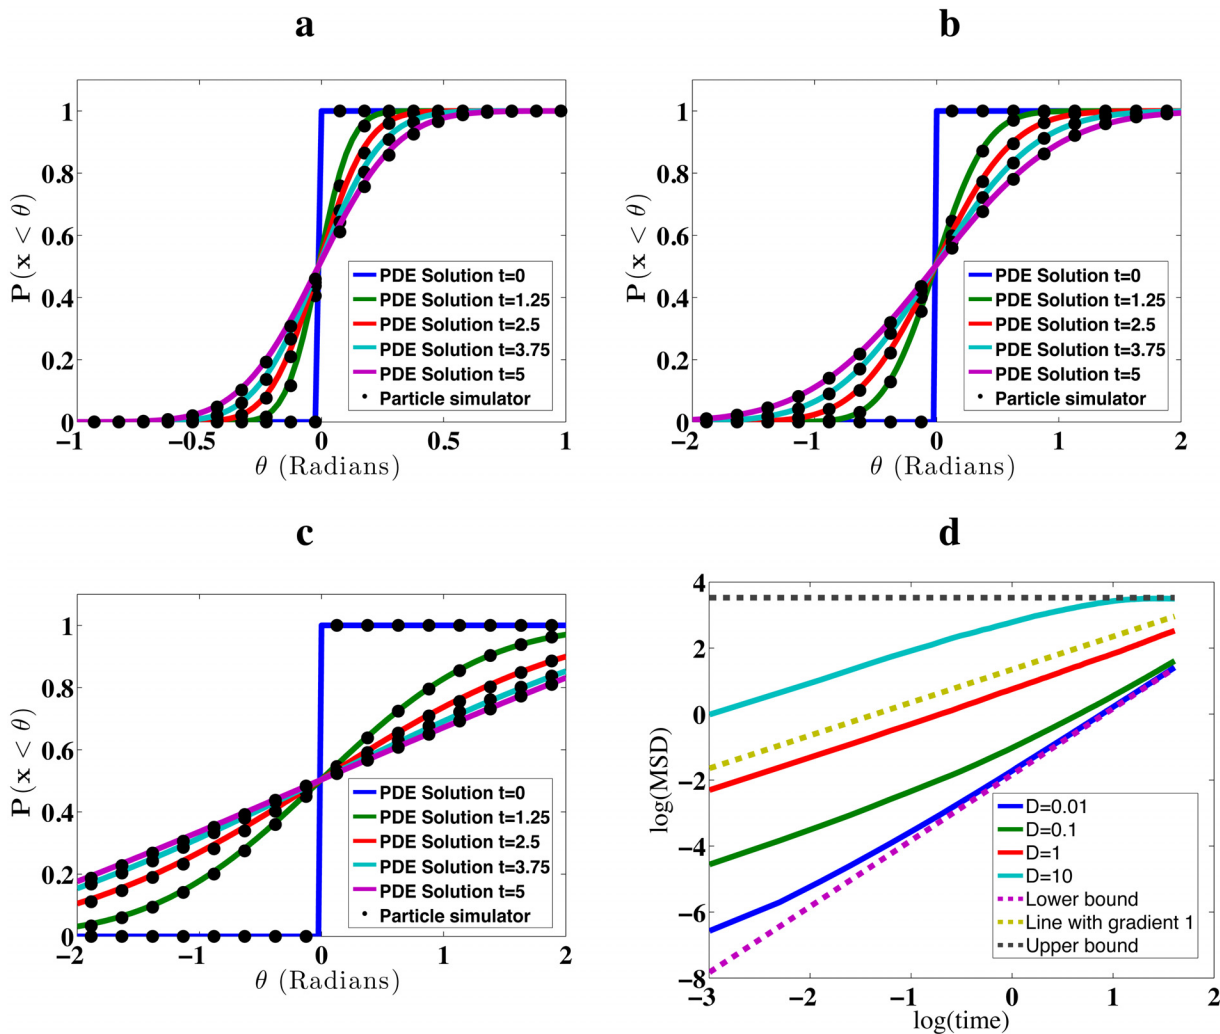 a
P(x < θ)
1
0.8
0.6
0.4
0.2
0
-1
-0.5
0
0.5
1
θ (Radians)
PDE Solution t=0
PDE Solution t=1.25
PDE Solution t=2.5
PDE Solution t=3.75
PDE Solution t=5
Particle simulator
b
P(x < θ)
1
0.8
0.6
0.4
0.2
0
-2
-1
0
1
2
θ (Radians)
PDE Solution t=0
PDE Solution t=1.25
PDE Solution t=2.5
PDE Solution t=3.75
PDE Solution t=5
Particle simulator
c
P(x < θ)
1
0.8
0.6
0.4
0.2
0
-2
-1
0
1
2
θ (Radians)
PDE Solution t=0
PDE Solution t=1.25
PDE Solution t=2.5
PDE Solution t=3.75
PDE Solution t=5
Particle simulator
d
log(MSD)
4
2
0
-2
-4
-6
-8
-3
-2
-1
0
1
2
log(time)
D=0.01
D=0.1
D=1
D=10
Lower bound
Line with gradient 1
Upper bound